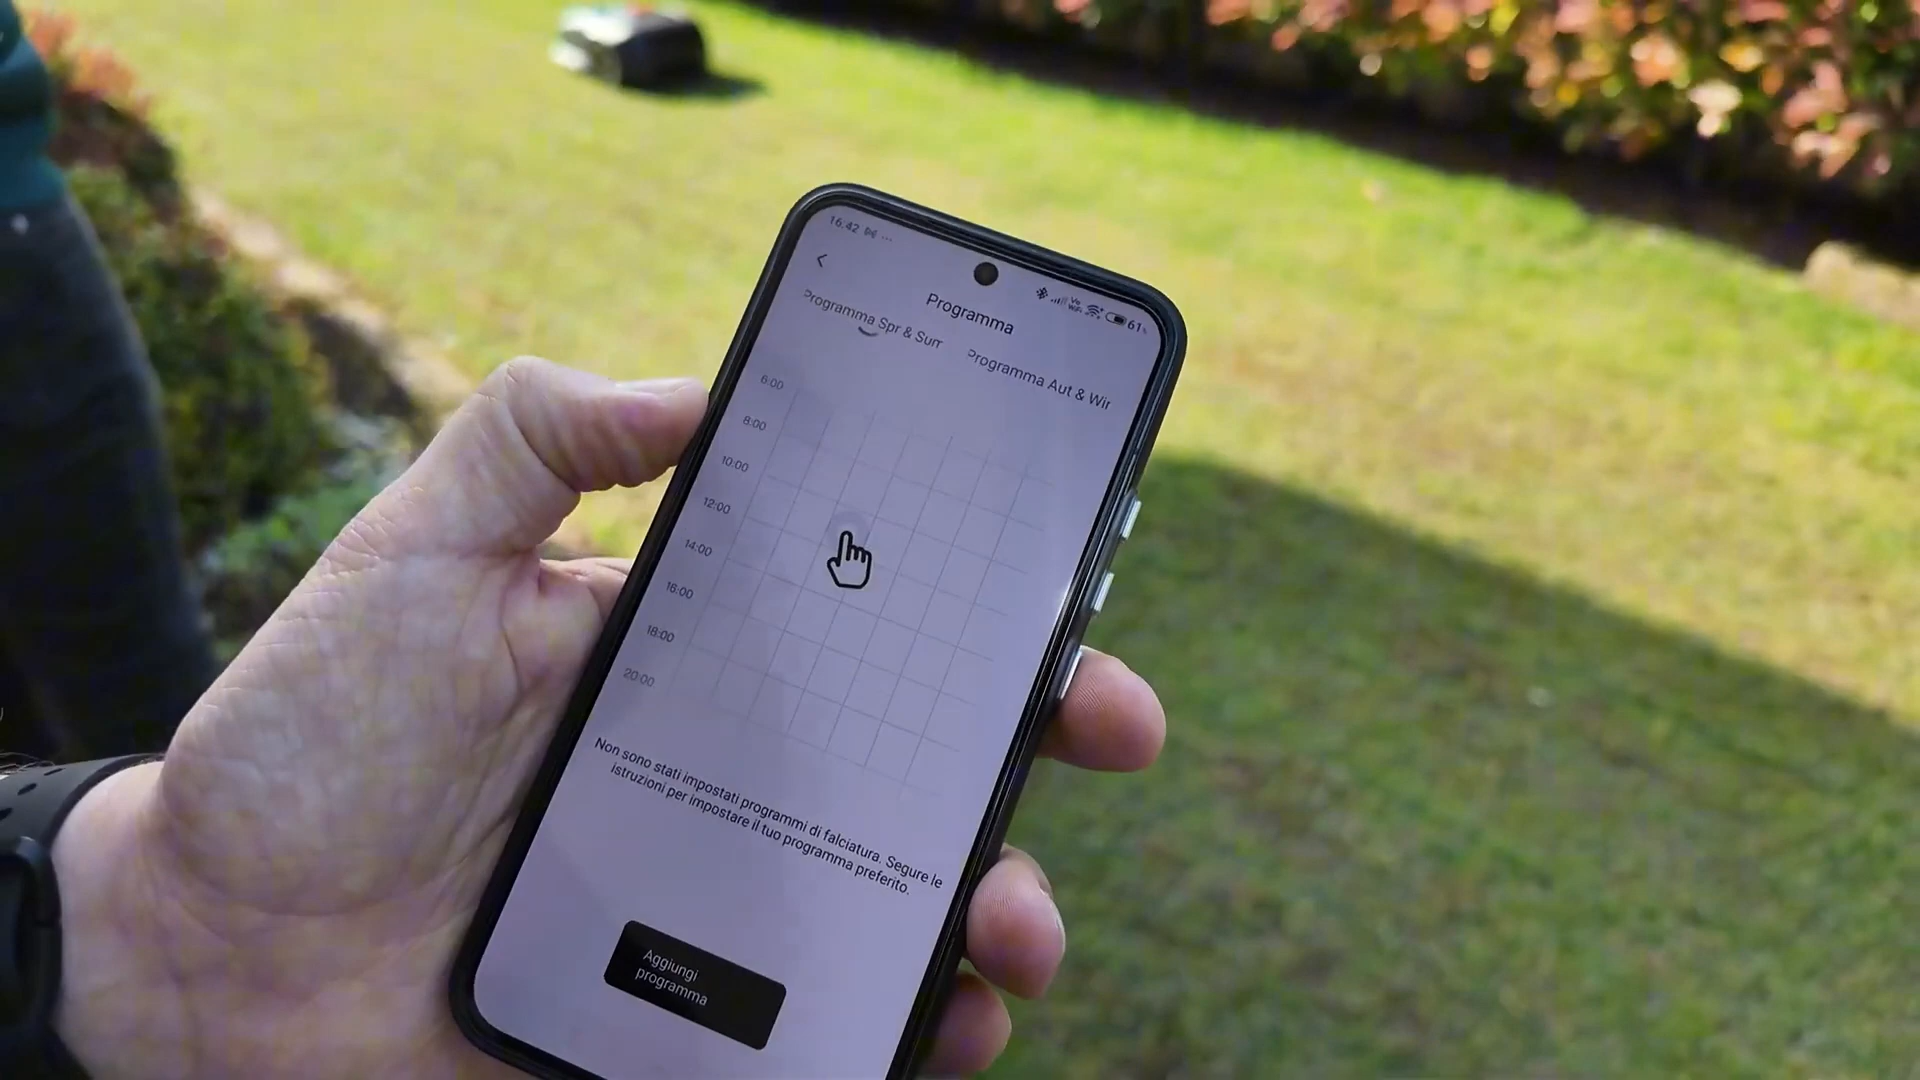 16.42
61
Programma
Programma Spr & Sum
Programma Aut & Wir
6:00
8:00
10:00
12:00
14:00
16:00
18:00
20:00
Non sono stati impostati programmi di falciatura. Segure le
istruzioni per impostare il tuo programma preferito.
Aggiungi
programma